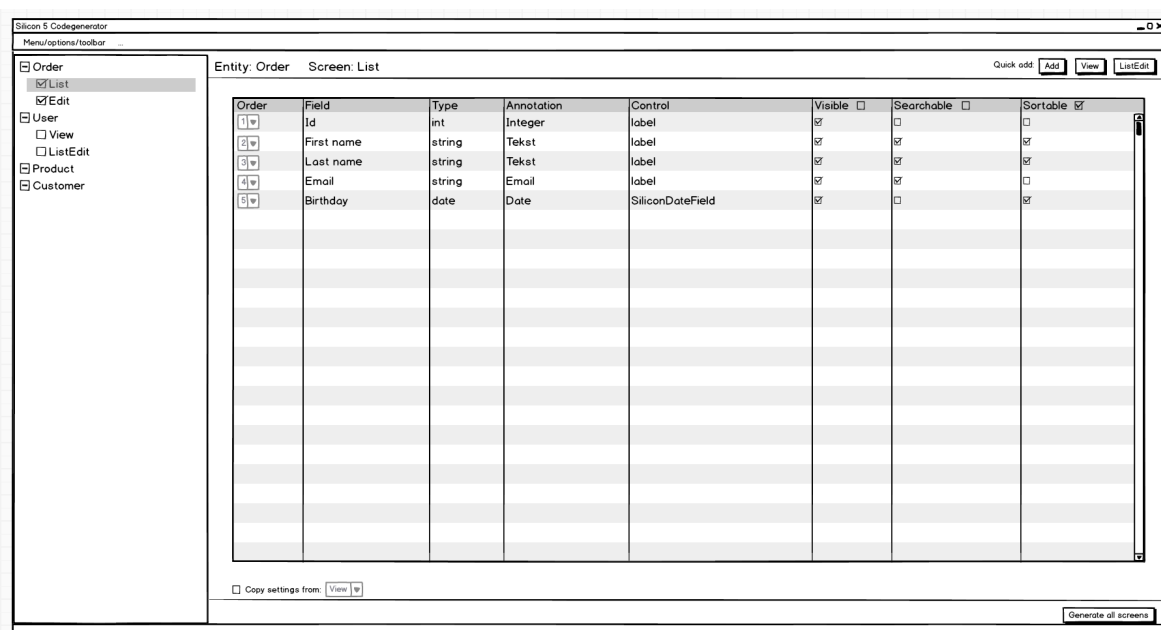 Silicon 5 Codegenerator
Menu/options/toolbar ...
Order
List
Edit
User
View
ListEdit
Product
Customer
Entity: Order Screen: List
Quick add: Add View ListEdit
Order Field Type Annotation Control Visible Searchable Sortable
1 Id int Integer label
2 First name string Tekst label
3 Last name string Tekst label
4 Email string Email label
5 Birthday date Date SiliconDateField
Copy settings from: View
Generate all screens